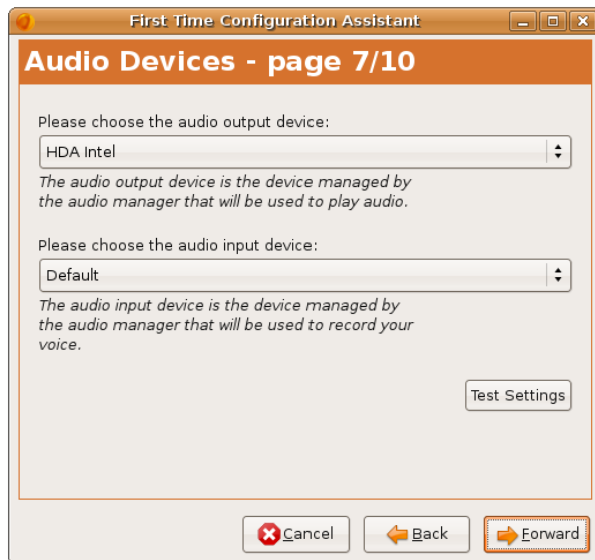 First Time Configuration Assistant
Audio Devices - page 7/10
Please choose the audio output device:
HDA Intel
The audio output device is the device managed by
the audio manager that will be used to play audio.
Please choose the audio input device:
Default
The audio input device is the device managed by
the audio manager that will be used to record your
voice.
Test Settings
Cancel
Back
Forward